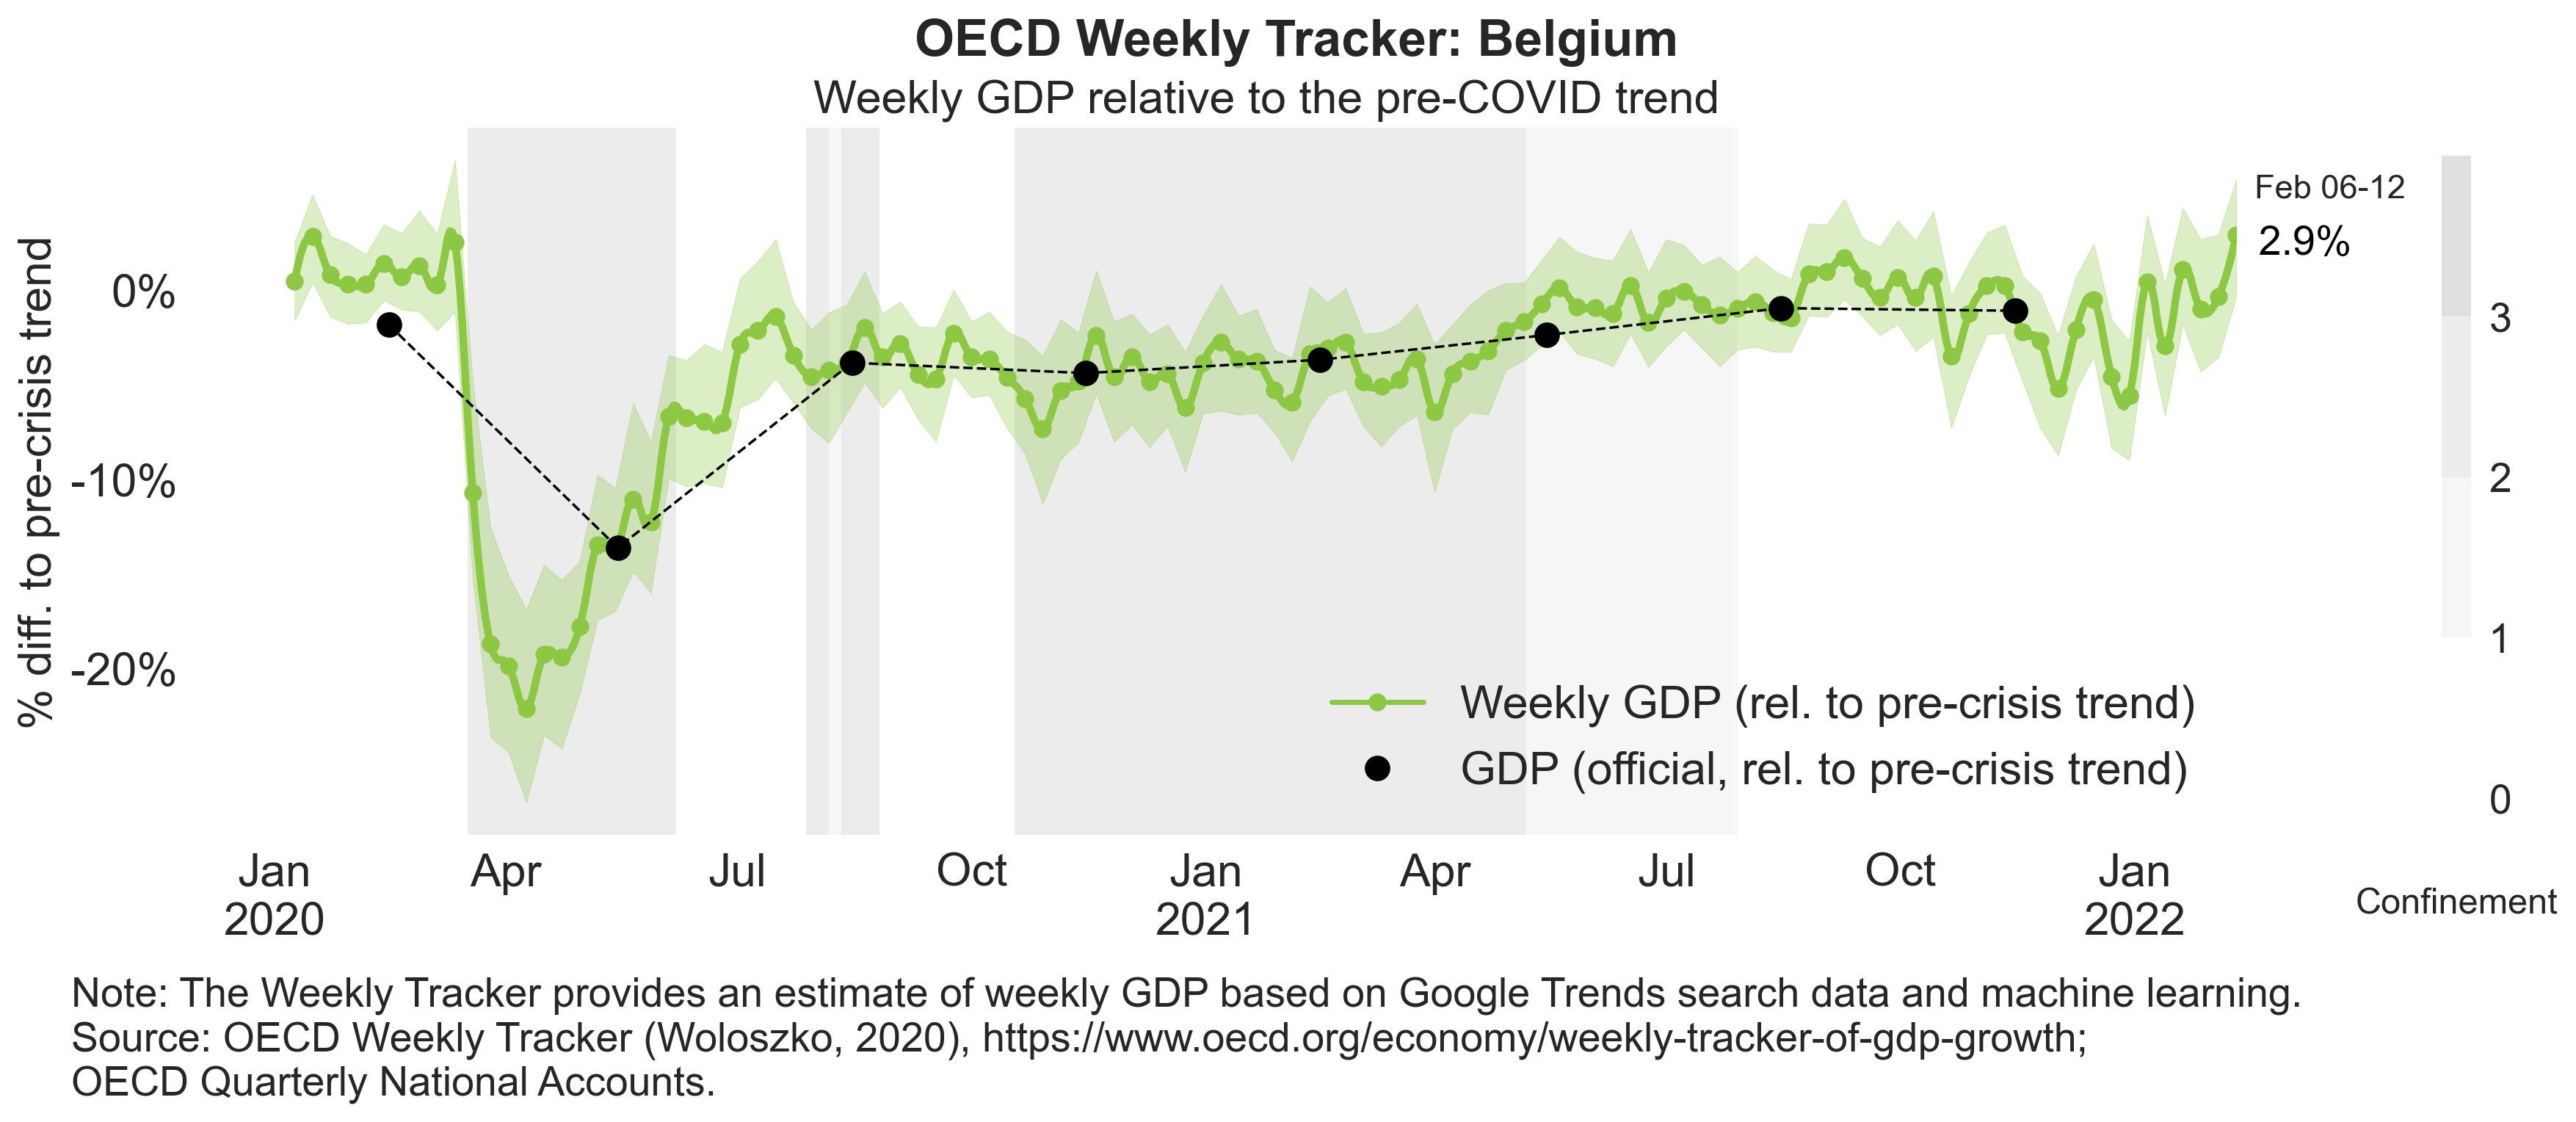 OECD Weekly Tracker: Belgium
Weekly GDP relative to the pre-COVID trend
% diff. to pre-crisis trend
0%
-10%
-20%
Feb 06-12
2.9%
3
2
1
0
Confinement
Weekly GDP (rel. to pre-crisis trend)
GDP (official, rel. to pre-crisis trend)
Jan Apr Jul Oct Jan Apr Jul Oct Jan
2020 2021 2022
Note: The Weekly Tracker provides an estimate of weekly GDP based on Google Trends search data and machine learning.
Source: OECD Weekly Tracker (Woloszko, 2020), https://www.oecd.org/economy/weekly-tracker-of-gdp-growth;
OECD Quarterly National Accounts.